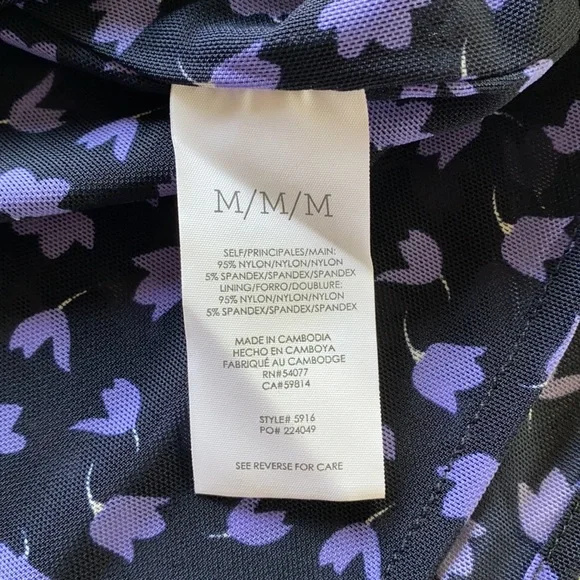 M/M/M
SELF/PRINCIPALES/MAIN:
95% NYLON/NYLON/NYLON
5% SPANDEX/SPANDEX/SPANDEX
LINING/FORRO/DOUBLURE:
95% NYLON/NYLON/NYLON
5% SPANDEX/SPANDEX/SPANDEX
MADE IN CAMBODIA
HECHO EN CAMBOYA
FABRIQUÉ AU CAMBODGE
RN#54077
CA#59814
STYLE# 5916
PO# 224049
SEE REVERSE FOR CARE